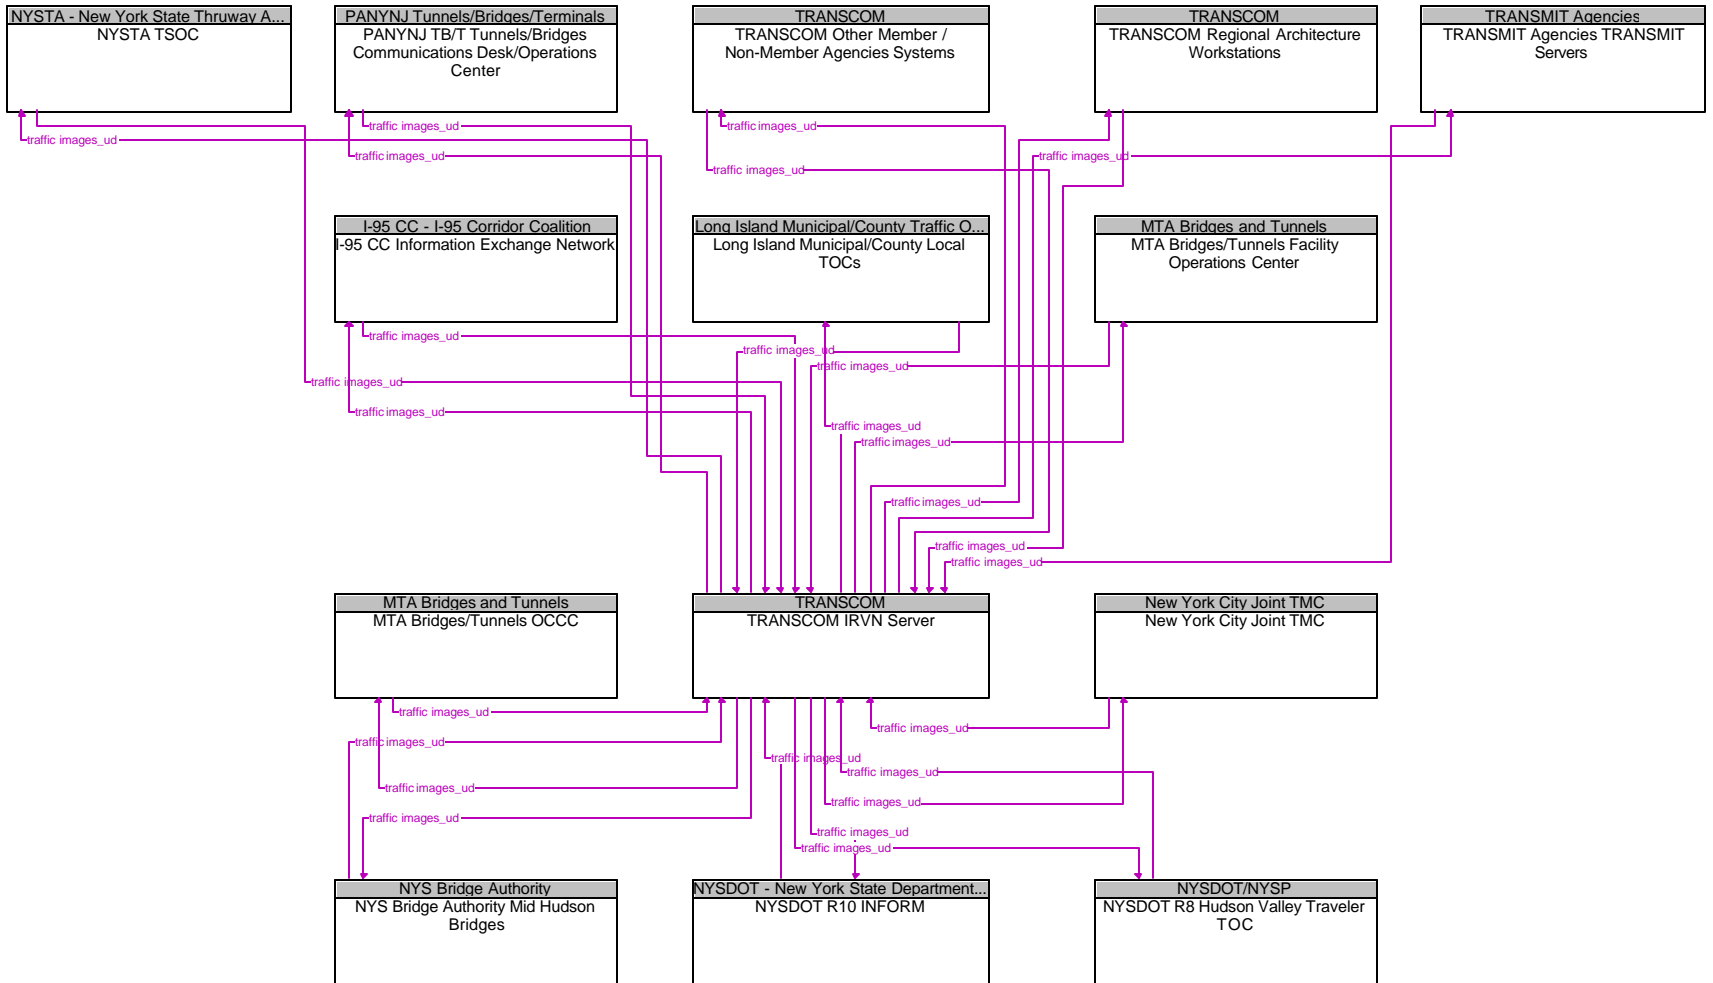 NYSTA - New York State Thruway A...
NYSTA TSOC
PANYNJ Tunnels/Bridges/Terminals
PANYNJ TB/T Tunnels/Bridges
Communications Desk/Operations
Center
TRANSCOM
TRANSCOM Other Member /
Non-Member Agencies Systems
TRANSCOM
TRANSCOM Regional Architecture
Workstations
TRANSMIT Agencies
TRANSMIT Agencies TRANSMIT
Servers
traffic images_ud
traffic images_ud
traffic images_ud
traffic images_ud
traffic images_ud
traffic images_ud
I-95 CC - I-95 Corridor Coalition
I-95 CC Information Exchange Network
Long Island Municipal/County Traffic O...
Long Island Municipal/County Local
TOCs
MTA Bridges and Tunnels
MTA Bridges/Tunnels Facility
Operations Center
traffic images_ud
traffic images_ud
traffic images_ud
traffic images_ud
traffic images_ud
traffic images_ud
traffic images_ud
traffic images_ud
traffic images_ud
traffic images_ud
MTA Bridges and Tunnels
MTA Bridges/Tunnels OCCC
TRANSCOM
TRANSCOM IRVN Server
New York City Joint TMC
New York City Joint TMC
traffic images_ud
traffic images_ud
traffic images_ud
traffic images_ud
traffic images_ud
traffic images_ud
traffic images_ud
traffic images_ud
traffic images_ud
traffic images_ud
NYS Bridge Authority
NYS Bridge Authority Mid Hudson
Bridges
NYSDOT - New York State Department...
NYSDOT R10 INFORM
NYSDOT/NYSP
NYSDOT R8 Hudson Valley Traveler
TOC